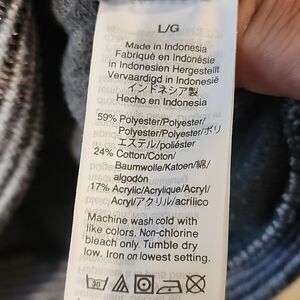 L/G
Made in Indonesia
Fabriqué en Indonésie
in Indonesien Hergestellt
Vervaardigd in Indonesië
インドネシア製
Hecho en Indonesia
59% Polyester/Polyester/
Polyester/Polyester/ポリ
エステル/poliéster
24% Cotton/Coton/
Baumwolle/Katoen/綿/
algodón
17% Acrylic/Acrylique/Acryl/
Acryl/アクリル/acrílico
Machine wash cold with
like colors. Non-chlorine
bleach only. Tumble dry
low. Iron on lowest setting.
30